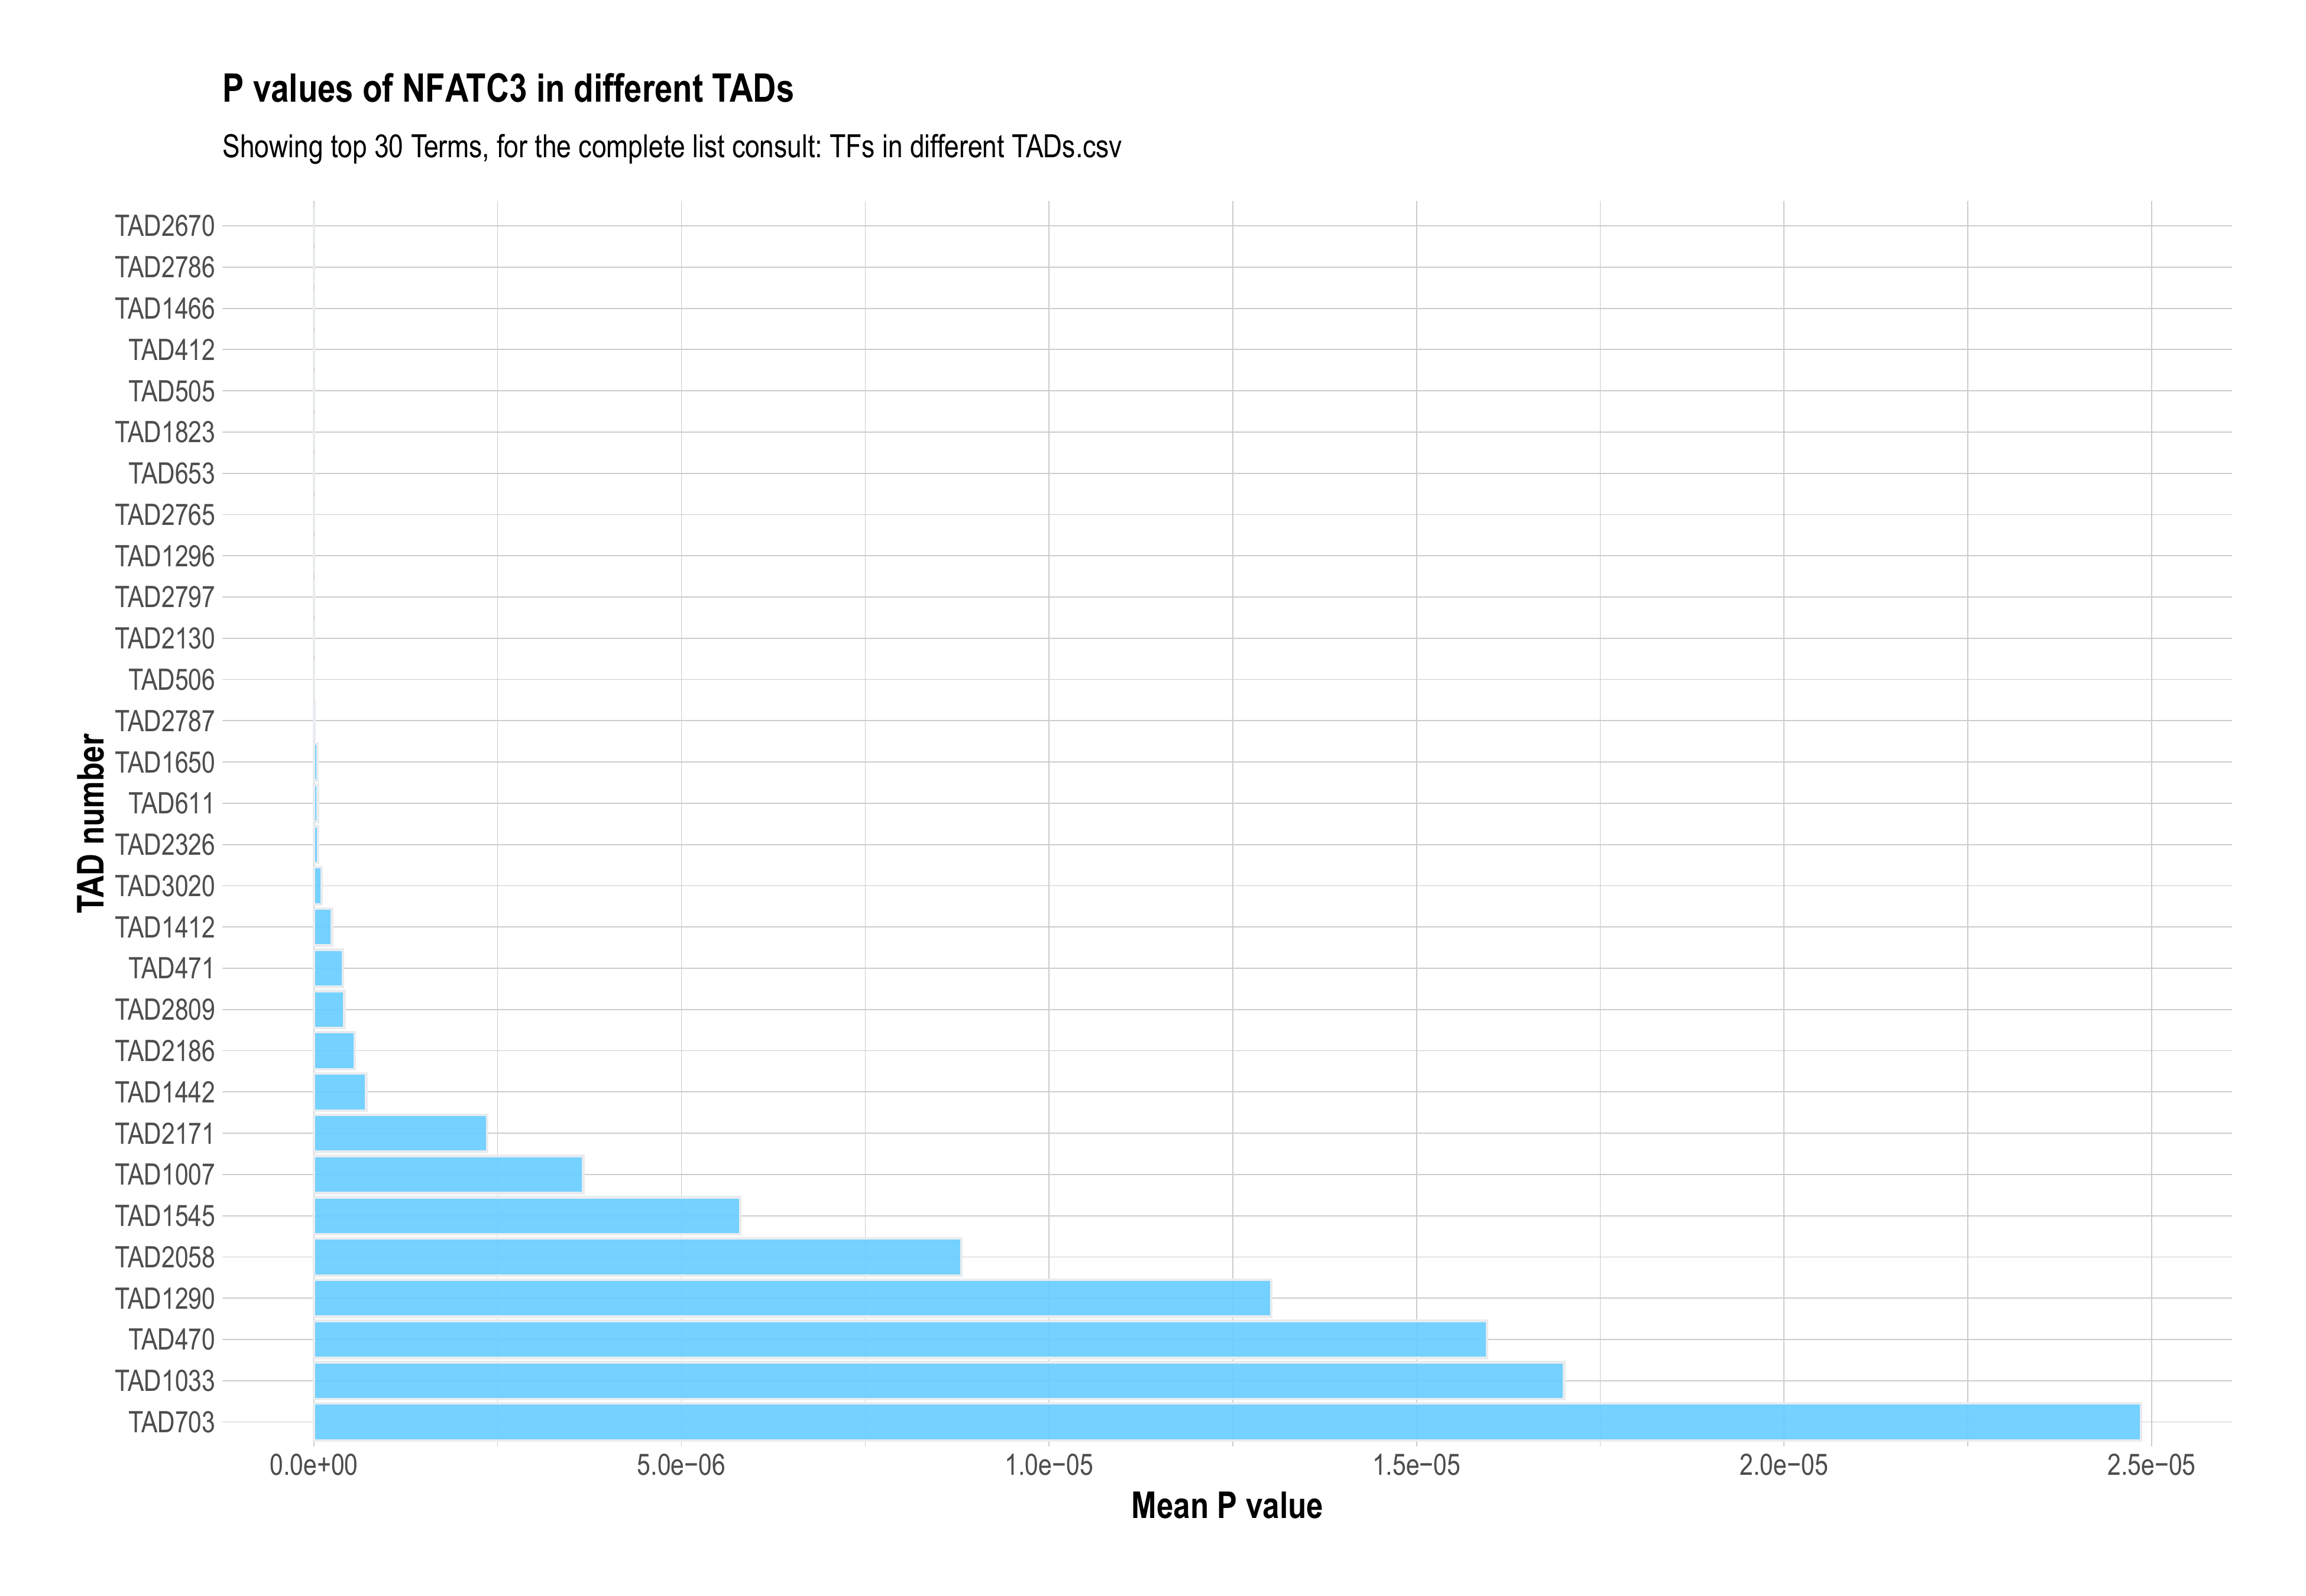 P values of NFATC3 in different TADs
Showing top 30 Terms, for the complete list consult: TFs in different TADs.csv
TAD number
TAD2670
TAD2786
TAD1466
TAD412
TAD505
TAD1823
TAD653
TAD2765
TAD1296
TAD2797
TAD2130
TAD506
TAD2787
TAD1650
TAD611
TAD2326
TAD3020
TAD1412
TAD471
TAD2809
TAD2186
TAD1442
TAD2171
TAD1007
TAD1545
TAD2058
TAD1290
TAD470
TAD1033
TAD703
0.0e+00 5.0e−06 1.0e−05 1.5e−05 2.0e−05 2.5e−05
Mean P value